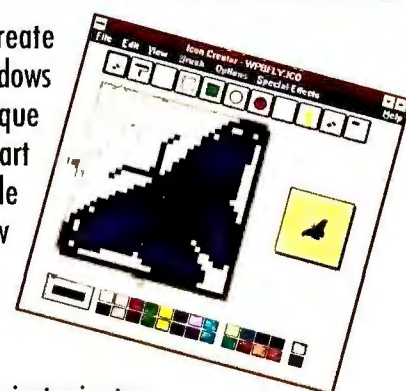 reate
dows
que
art
le
Icon Creator - WPBFLY.ICO
File Edit View Brush Options Special Effects Help